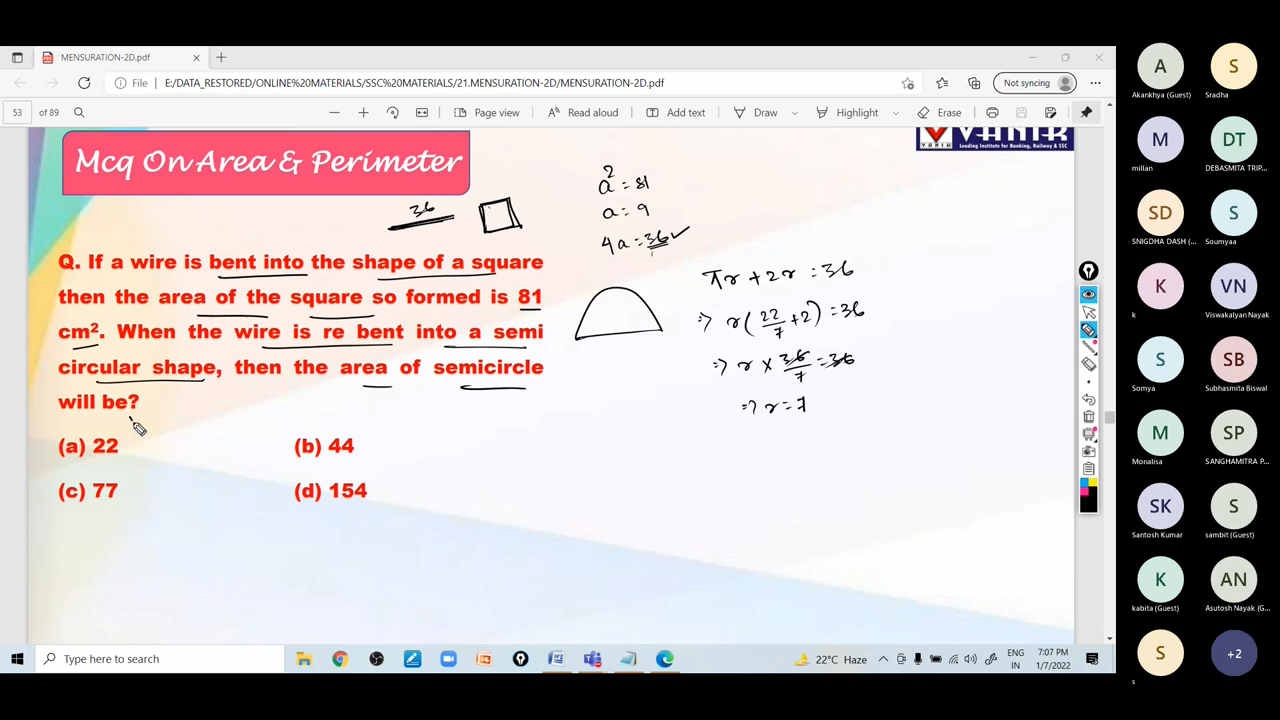 MENSURATION-2D.pdf
File
E:/DATA_RESTORED/ONLINE%20MATERIALS/SSC%20MATERIALS/21.MENSURATION-2D/MENSURATION-2D.pdf
Not syncing
53 of 89
Page view
Read aloud
Add text
Draw
Highlight
Erase
Mcq On Area & Perimeter
VANIK
Leading Institute for Banking, Railway & SSC
36
a² = 81
a = 9
4a = 36 ✓
Q. If a wire is bent into the shape of a square
then the area of the square so formed is 81
cm². When the wire is re bent into a semi
circular shape, then the area of semicircle
will be?
(a) 22
(b) 44
(c) 77
(d) 154
πr + 2r = 36
⇒ r(22/7 + 2) = 36
⇒ r × 36/7 = 36
⇒ r = 7
Type here to search
22°C Haze
ENG
IN
7:07 PM
1/7/2022
A
Akankhya (Guest)
S
Sradha
M
millan
DT
DEBASMITA TRIP...
SD
SNIGDHA DASH (...
S
Soumyaa
K
k
VN
Viswakalyan Nayak
S
Somya
SB
Subhasmita Biswal
M
Monalisa
SP
SANGHAMITRA P...
SK
Santosh Kumar
S
sambit (Guest)
K
kabita (Guest)
AN
Asutosh Nayak (G...
S
s
+2